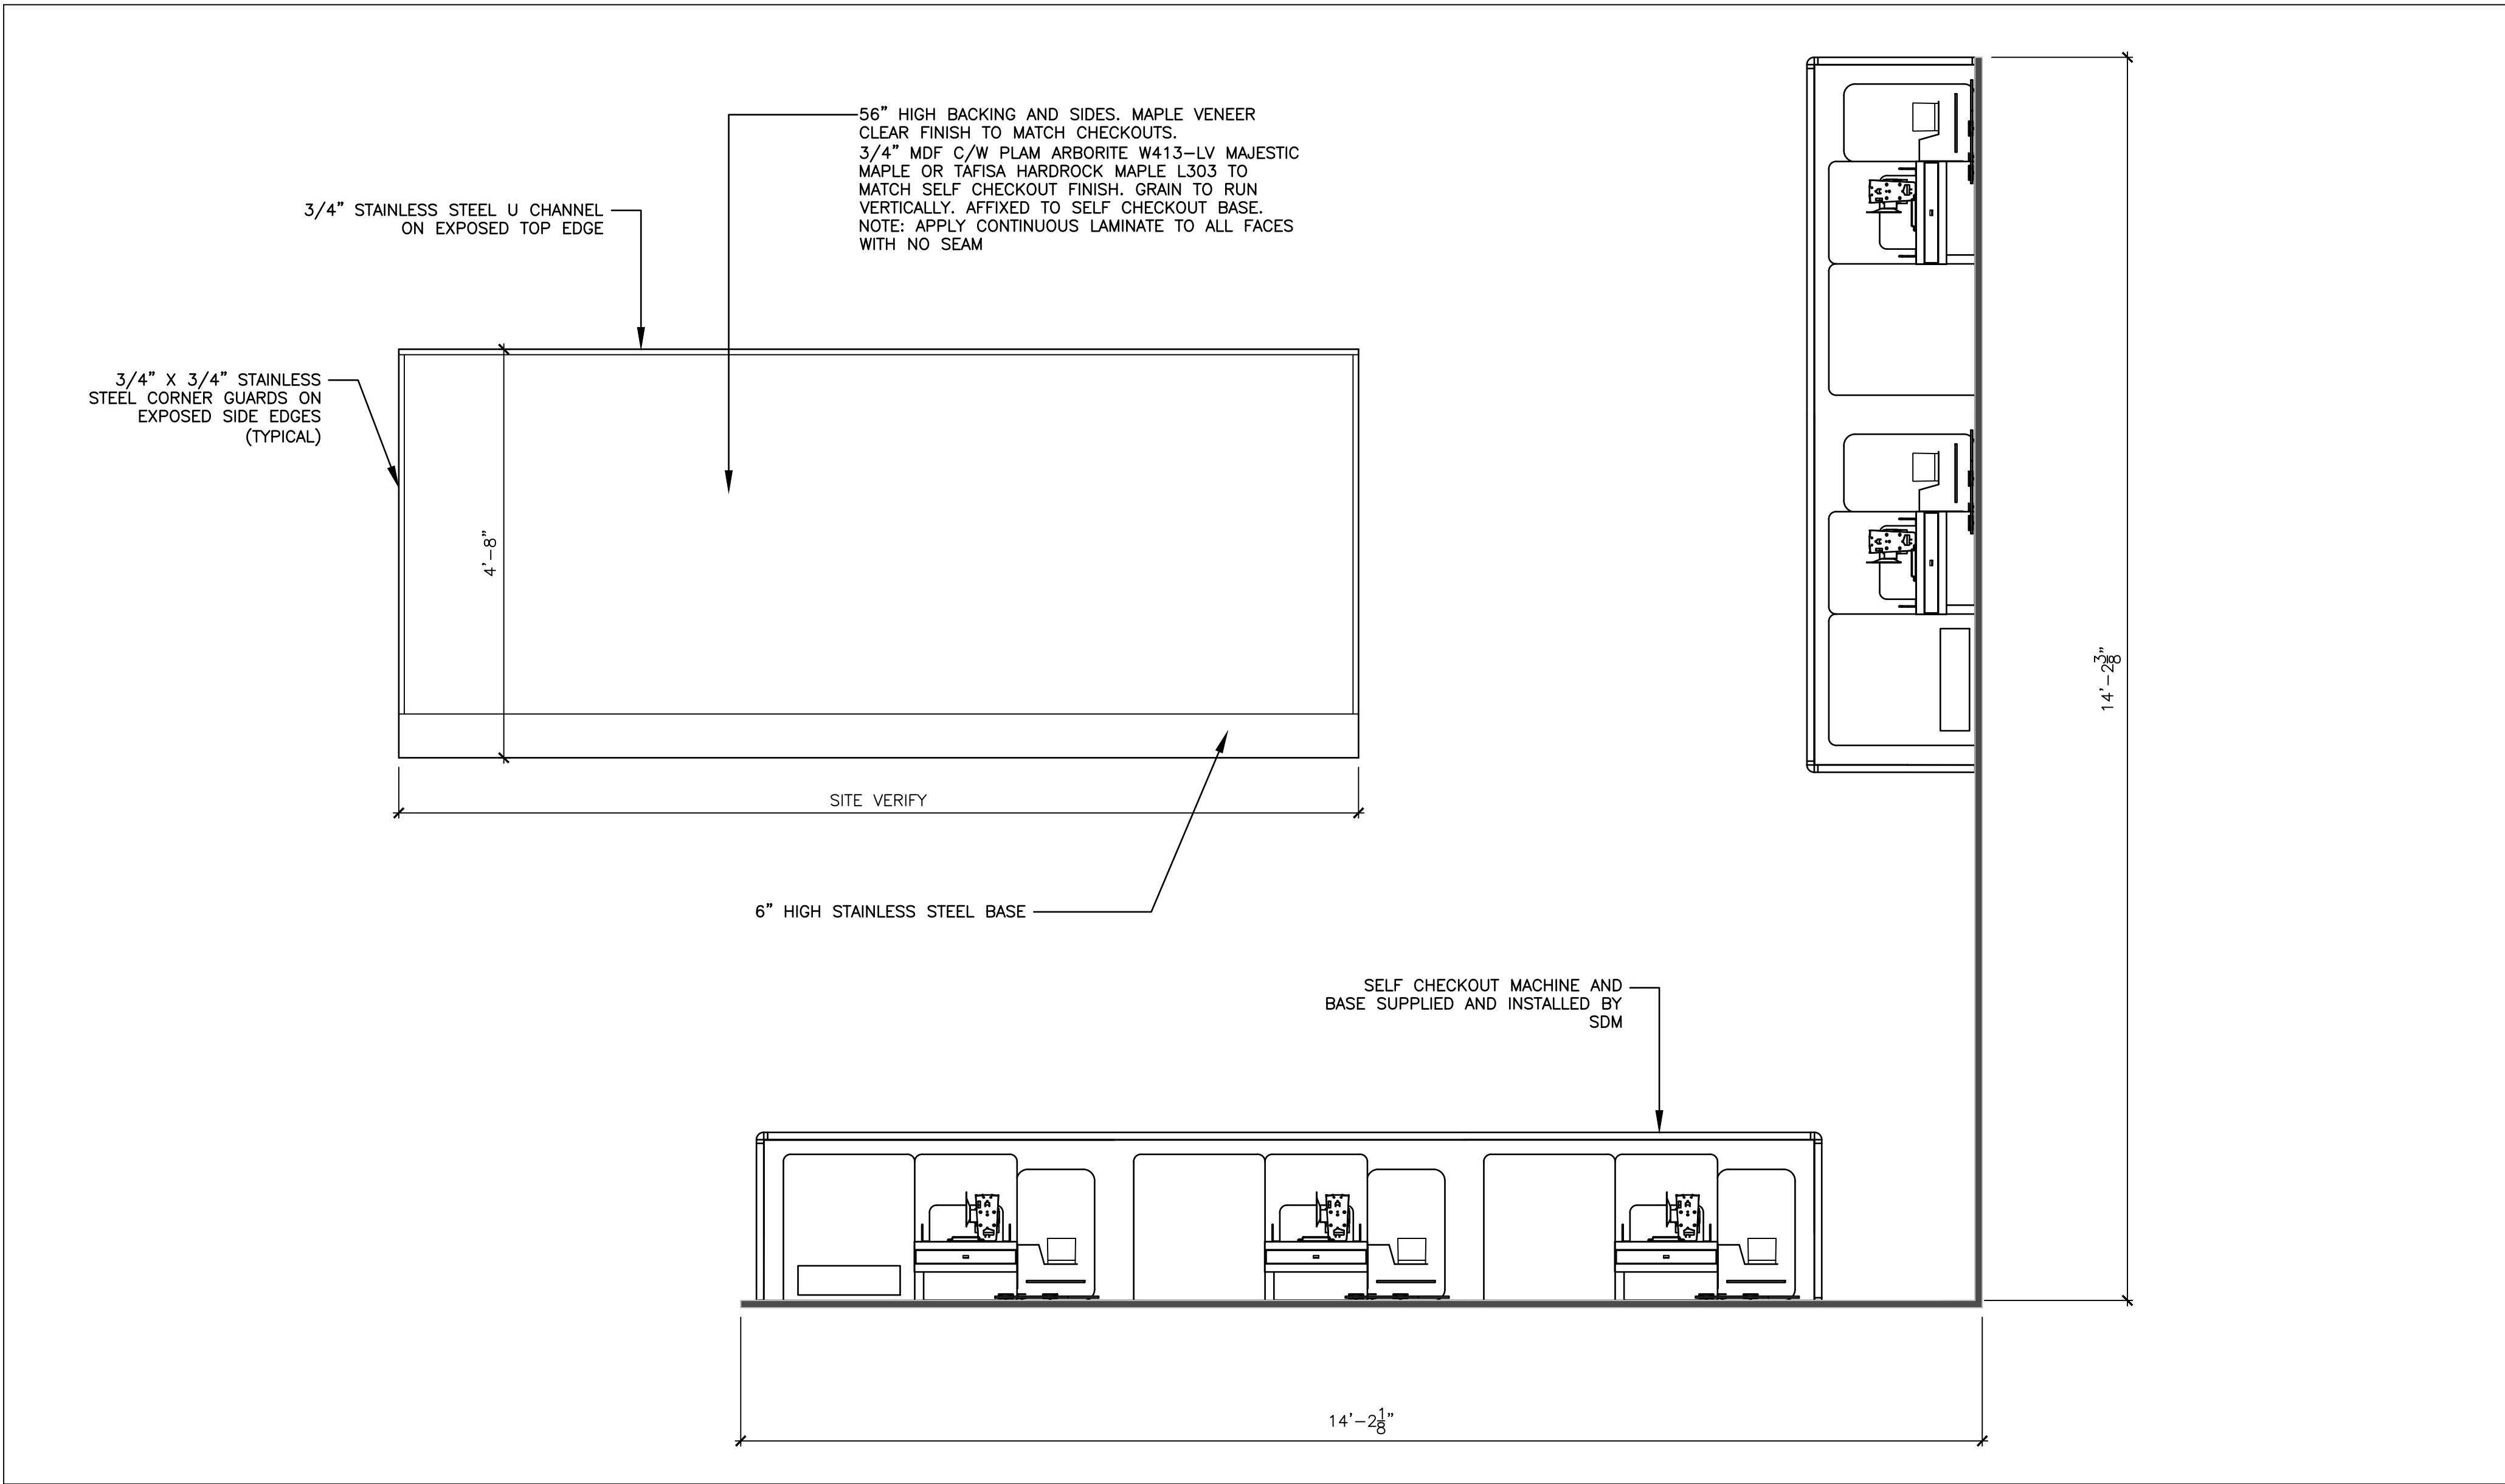 56” HIGH BACKING AND SIDES. MAPLE VENEER
CLEAR FINISH TO MATCH CHECKOUTS.
3/4” MDF C/W PLAM ARBORITE W413-LV MAJESTIC
MAPLE OR TAFISA HARDROCK MAPLE L303 TO
MATCH SELF CHECKOUT FINISH. GRAIN TO RUN
VERTICALLY. AFFIXED TO SELF CHECKOUT BASE.
NOTE: APPLY CONTINUOUS LAMINATE TO ALL FACES
WITH NO SEAM
3/4” STAINLESS STEEL U CHANNEL
ON EXPOSED TOP EDGE
3/4” X 3/4” STAINLESS
STEEL CORNER GUARDS ON
EXPOSED SIDE EDGES
(TYPICAL)
4’-8”
SITE VERIFY
6” HIGH STAINLESS STEEL BASE
14’-2 3/8”
SELF CHECKOUT MACHINE AND
BASE SUPPLIED AND INSTALLED BY
SDM
14’-2 1/8”